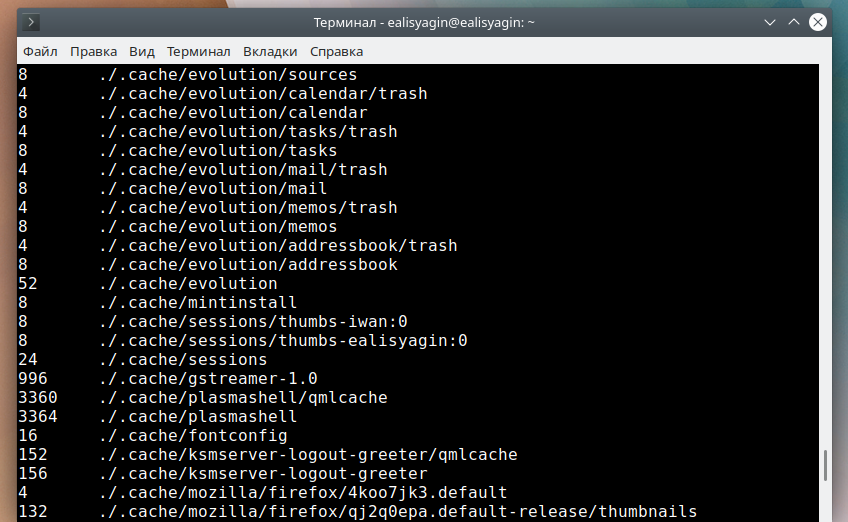 Терминал - ealisyagin@ealisyagin: ~
Файл Правка Вид Терминал Вкладки Справка
8 ./.cache/evolution/sources
4 ./.cache/evolution/calendar/trash
8 ./.cache/evolution/calendar
4 ./.cache/evolution/tasks/trash
8 ./.cache/evolution/tasks
4 ./.cache/evolution/mail/trash
8 ./.cache/evolution/mail
4 ./.cache/evolution/memos/trash
8 ./.cache/evolution/memos
4 ./.cache/evolution/addressbook/trash
8 ./.cache/evolution/addressbook
52 ./.cache/evolution
8 ./.cache/mintinstall
8 ./.cache/sessions/thumbs-iwan:0
8 ./.cache/sessions/thumbs-ealisyagin:0
24 ./.cache/sessions
996 ./.cache/gstreamer-1.0
3360 ./.cache/plasmashell/qmlcache
3364 ./.cache/plasmashell
16 ./.cache/fontconfig
152 ./.cache/ksmserver-logout-greeter/qmlcache
156 ./.cache/ksmserver-logout-greeter
4 ./.cache/mozilla/firefox/4koo7jk3.default
132 ./.cache/mozilla/firefox/qj2q0epa.default-release/thumbnails